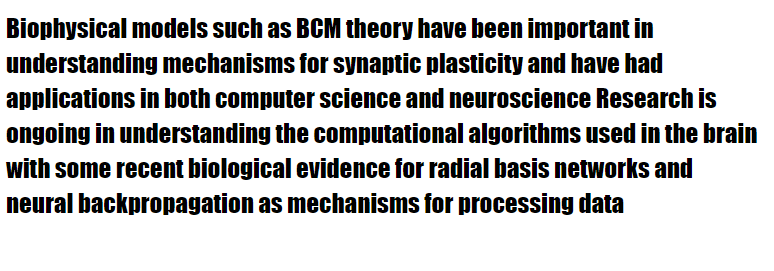 Biophysical models such as BCM theory have been important in
understanding mechanisms for synaptic plasticity and have had
applications in both computer science and neuroscience Research is
ongoing in understanding the computational algorithms used in the brain
with some recent biological evidence for radial basis networks and
neural backpropagation as mechanisms for processing data